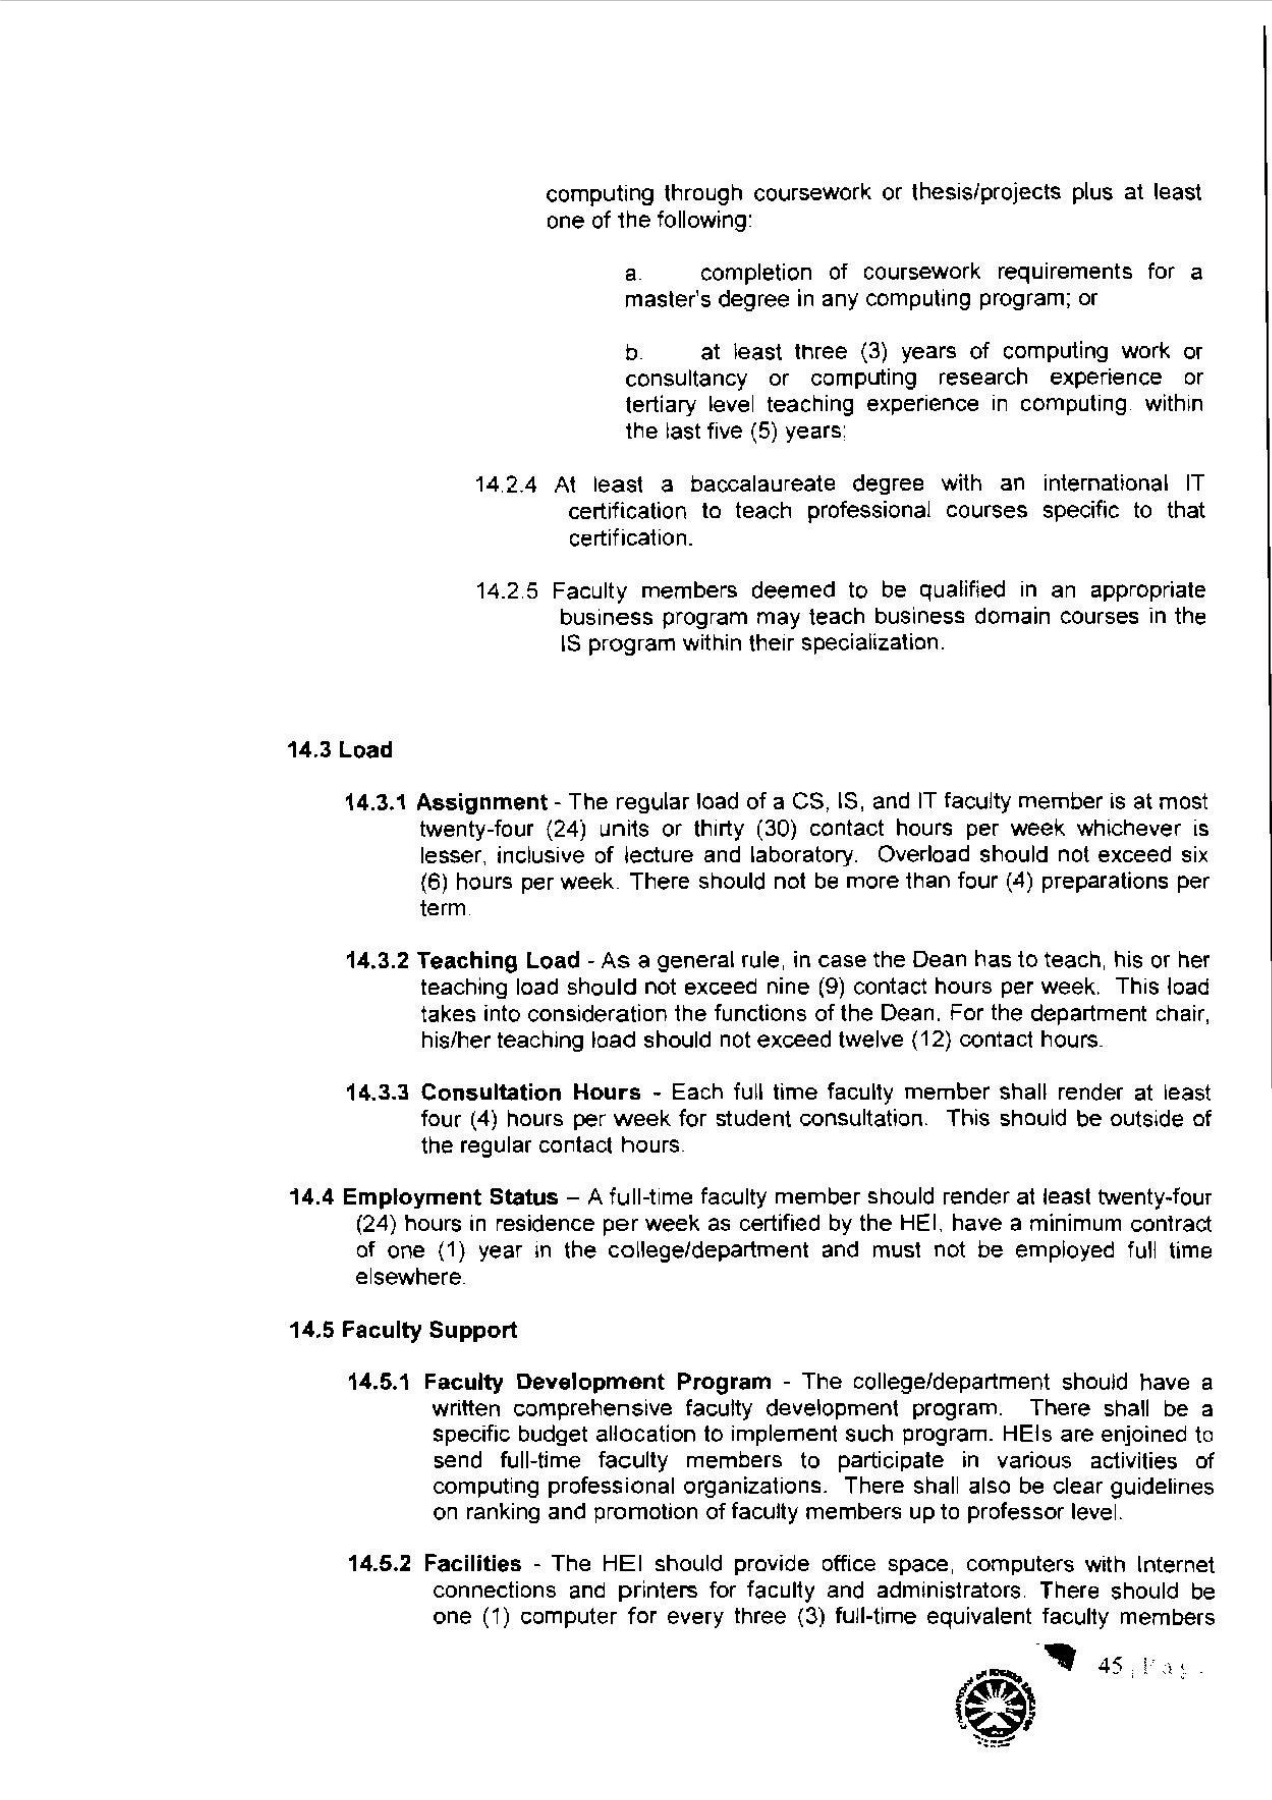 computing through coursework or thesis/projects plus at least
one of the following:
a. completion of coursework requirements for a
master's degree in any computing program; or
b. at least three (3) years of computing work or
consultancy or computing research experience or
tertiary level teaching experience in computing. within
the last five (5) years;
14.2.4 At least a baccalaureate degree with an international IT
certification to teach professional courses specific to that
certification.
14.2.5 Faculty members deemed to be qualified in an appropriate
business program may teach business domain courses in the
IS program within their specialization.
14.3 Load
14.3.1 Assignment - The regular load of a CS, IS, and IT faculty member is at most
twenty-four (24) units or thirty (30) contact hours per week whichever is
lesser, inclusive of lecture and laboratory. Overload should not exceed six
(6) hours per week. There should not be more than four (4) preparations per
term.
14.3.2 Teaching Load - As a general rule, in case the Dean has to teach, his or her
teaching load should not exceed nine (9) contact hours per week. This load
takes into consideration the functions of the Dean. For the department chair,
his/her teaching load should not exceed twelve (12) contact hours.
14.3.3 Consultation Hours - Each full time faculty member shall render at least
four (4) hours per week for student consultation. This should be outside of
the regular contact hours.
14.4 Employment Status – A full-time faculty member should render at least twenty-four
(24) hours in residence per week as certified by the HEI, have a minimum contract
of one (1) year in the college/department and must not be employed full time
elsewhere.
14.5 Faculty Support
14.5.1 Faculty Development Program - The college/department should have a
written comprehensive faculty development program. There shall be a
specific budget allocation to implement such program. HEIs are enjoined to
send full-time faculty members to participate in various activities of
computing professional organizations. There shall also be clear guidelines
on ranking and promotion of faculty members up to professor level.
14.5.2 Facilities - The HEI should provide office space, computers with Internet
connections and printers for faculty and administrators. There should be
one (1) computer for every three (3) full-time equivalent faculty members
45